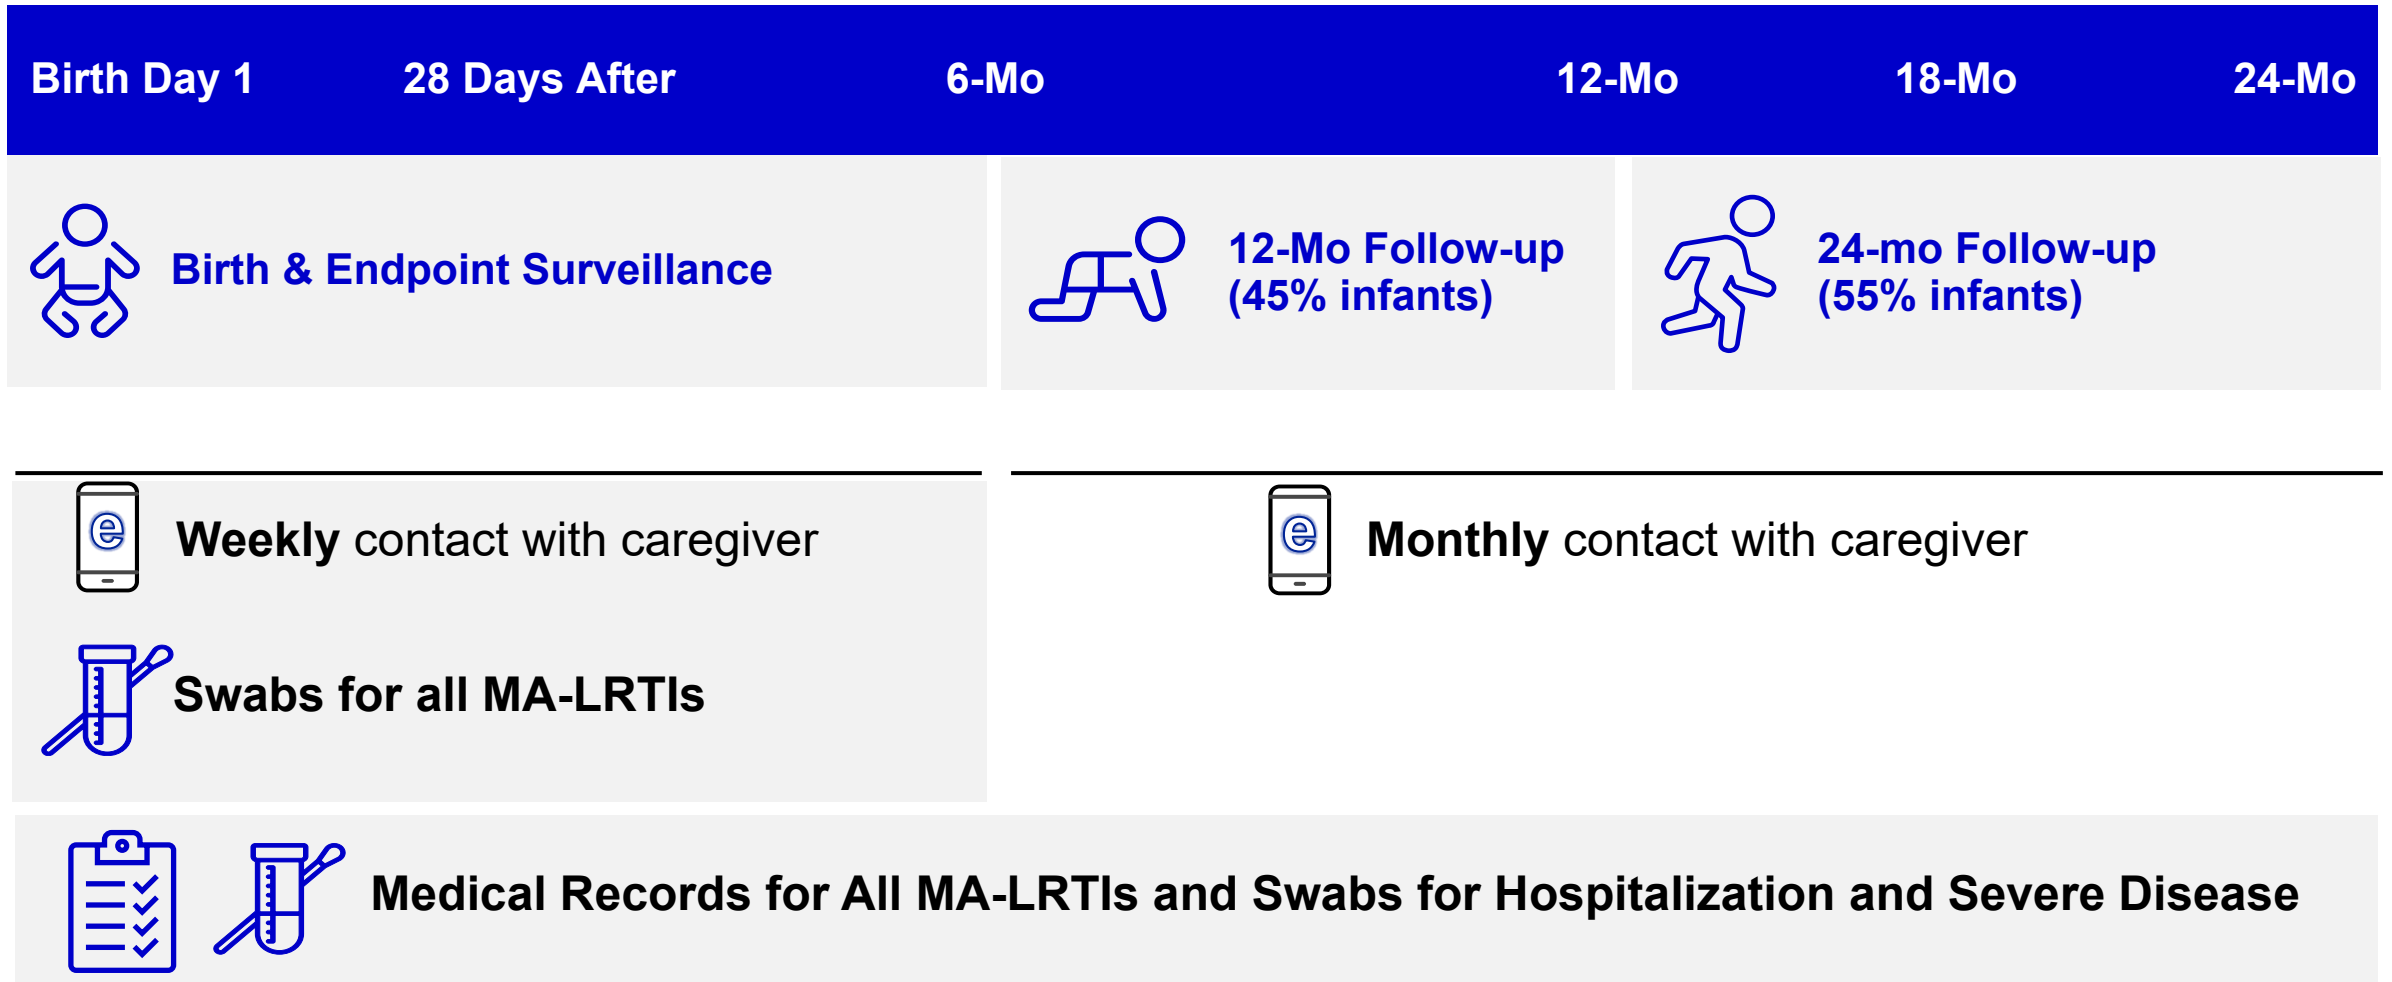 Birth Day 1 28 Days After 6-Mo 12-Mo 18-Mo 24-Mo
Birth & Endpoint Surveillance
12-Mo Follow-up
(45% infants)
24-mo Follow-up
(55% infants)
e
Weekly contact with caregiver
e
Monthly contact with caregiver
Swabs for all MA-LRTIs
Medical Records for All MA-LRTIs and Swabs for Hospitalization and Severe Disease